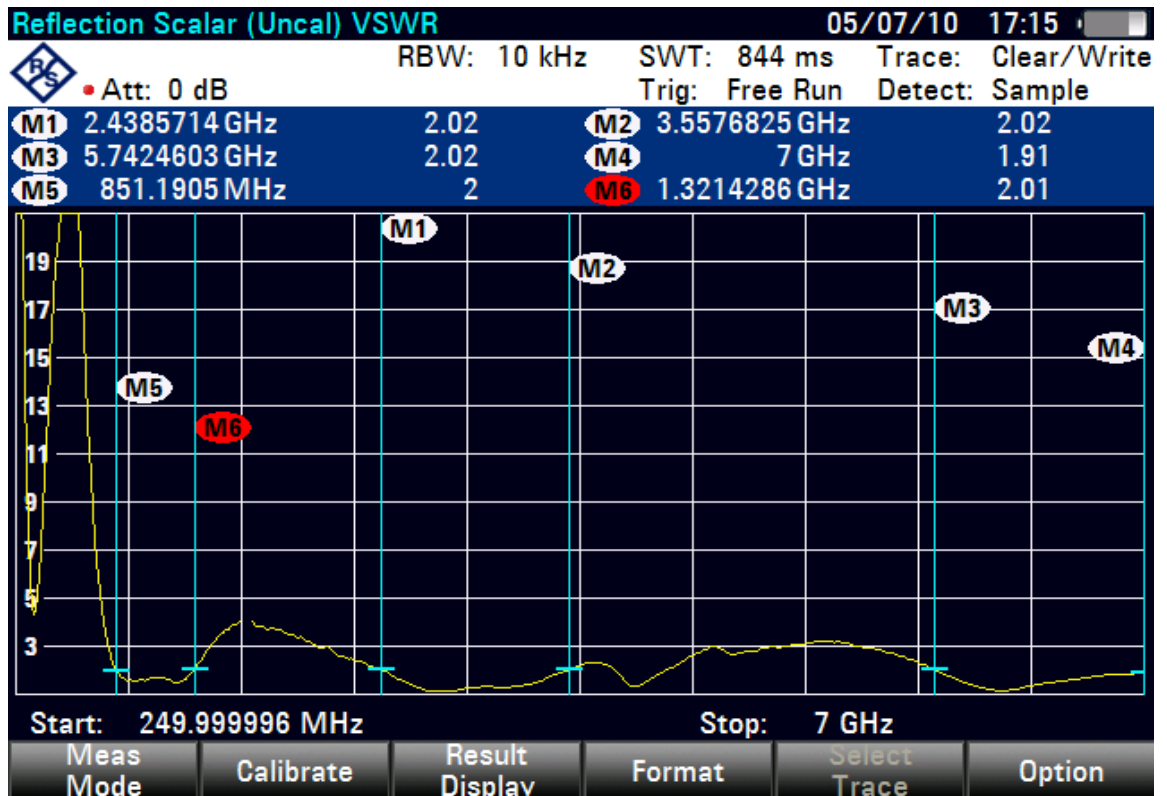 Reflection Scalar (Uncal) VSWR 05/07/10 17:15
R&S RBW: 10 kHz SWT: 844 ms Trace: Clear/Write
Att: 0 dB Trig: Free Run Detect: Sample
M1 2.4385714 GHz 2.02 M2 3.5576825 GHz 2.02
M3 5.7424603 GHz 2.02 M4 7 GHz 1.91
M5 851.1905 MHz 2 M6 1.3214286 GHz 2.01
M1
19 M2
17 M3
15 M4
M5
13
M6
11
9
7
5
3
Start: 249.999996 MHz Stop: 7 GHz
Meas Mode Calibrate Result Display Format Select Trace Option